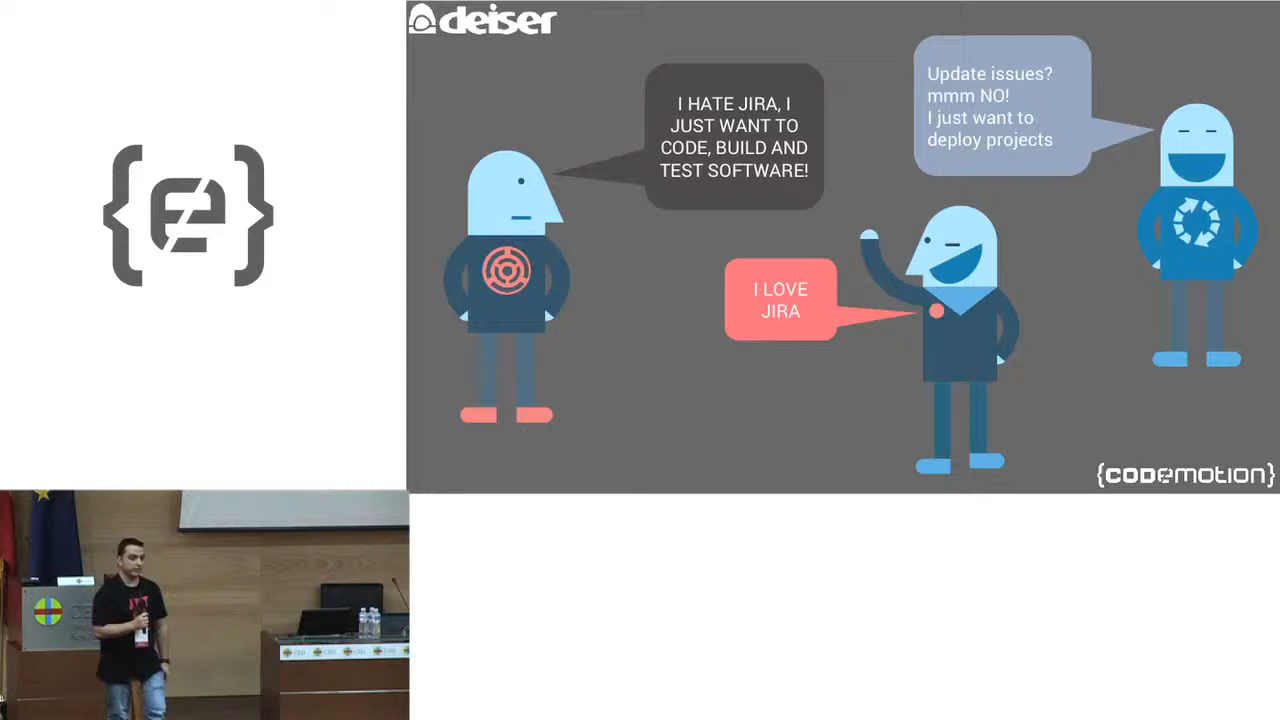 deiser
I HATE JIRA, I
JUST WANT TO
CODE, BUILD AND
TEST SOFTWARE!
Update issues?
mmm NO!
I just want to
deploy projects
I LOVE
JIRA
{CODEMOTION}